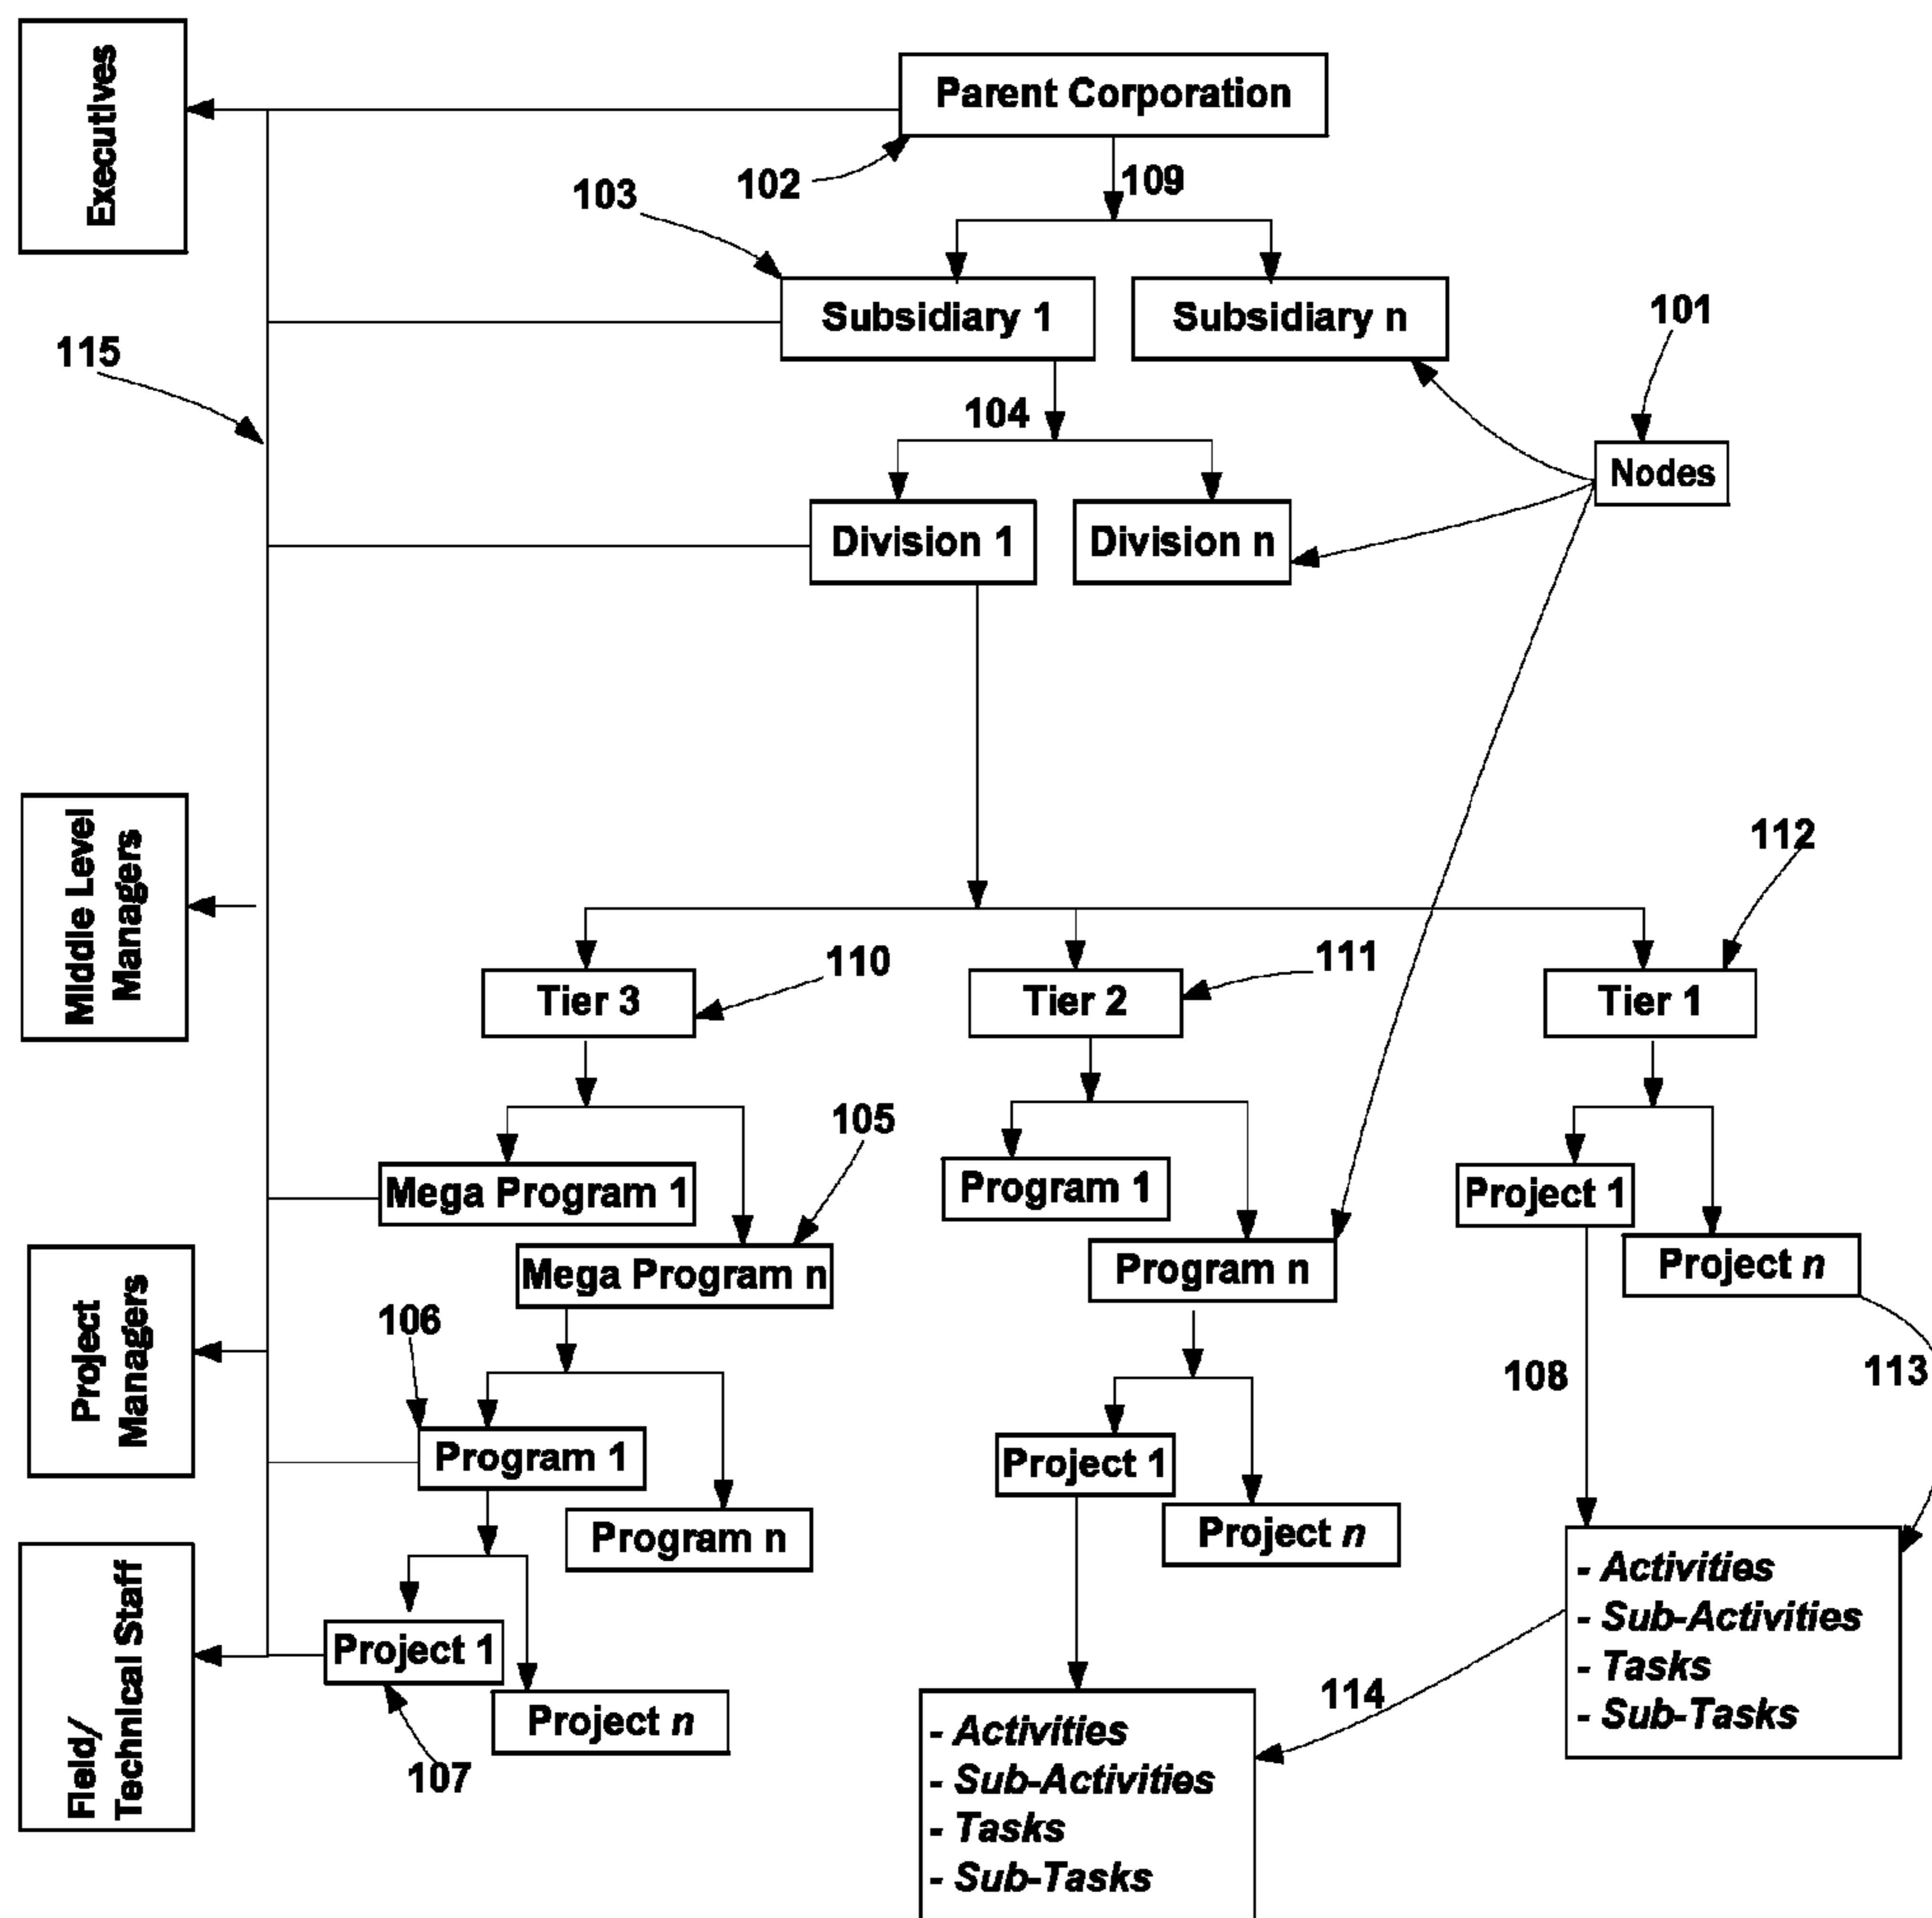 Executives
Parent Corporation
102
109
103
Subsidiary 1
Subsidiary n
101
115
104
Nodes
Division 1
Division n
Middle Level
Managers
112
110
111
Tier 3
Tier 2
Tier 1
105
Mega Program 1
Program 1
Project 1
Mega Program n
Program n
Project n
Project
Managers
106
108
113
Program 1
Project 1
Program n
Project n
Field/
Technical Staff
- Activities
- Sub-Activities
- Tasks
- Sub-Tasks
Project 1
Project n
107
114
- Activities
- Sub-Activities
- Tasks
- Sub-Tasks